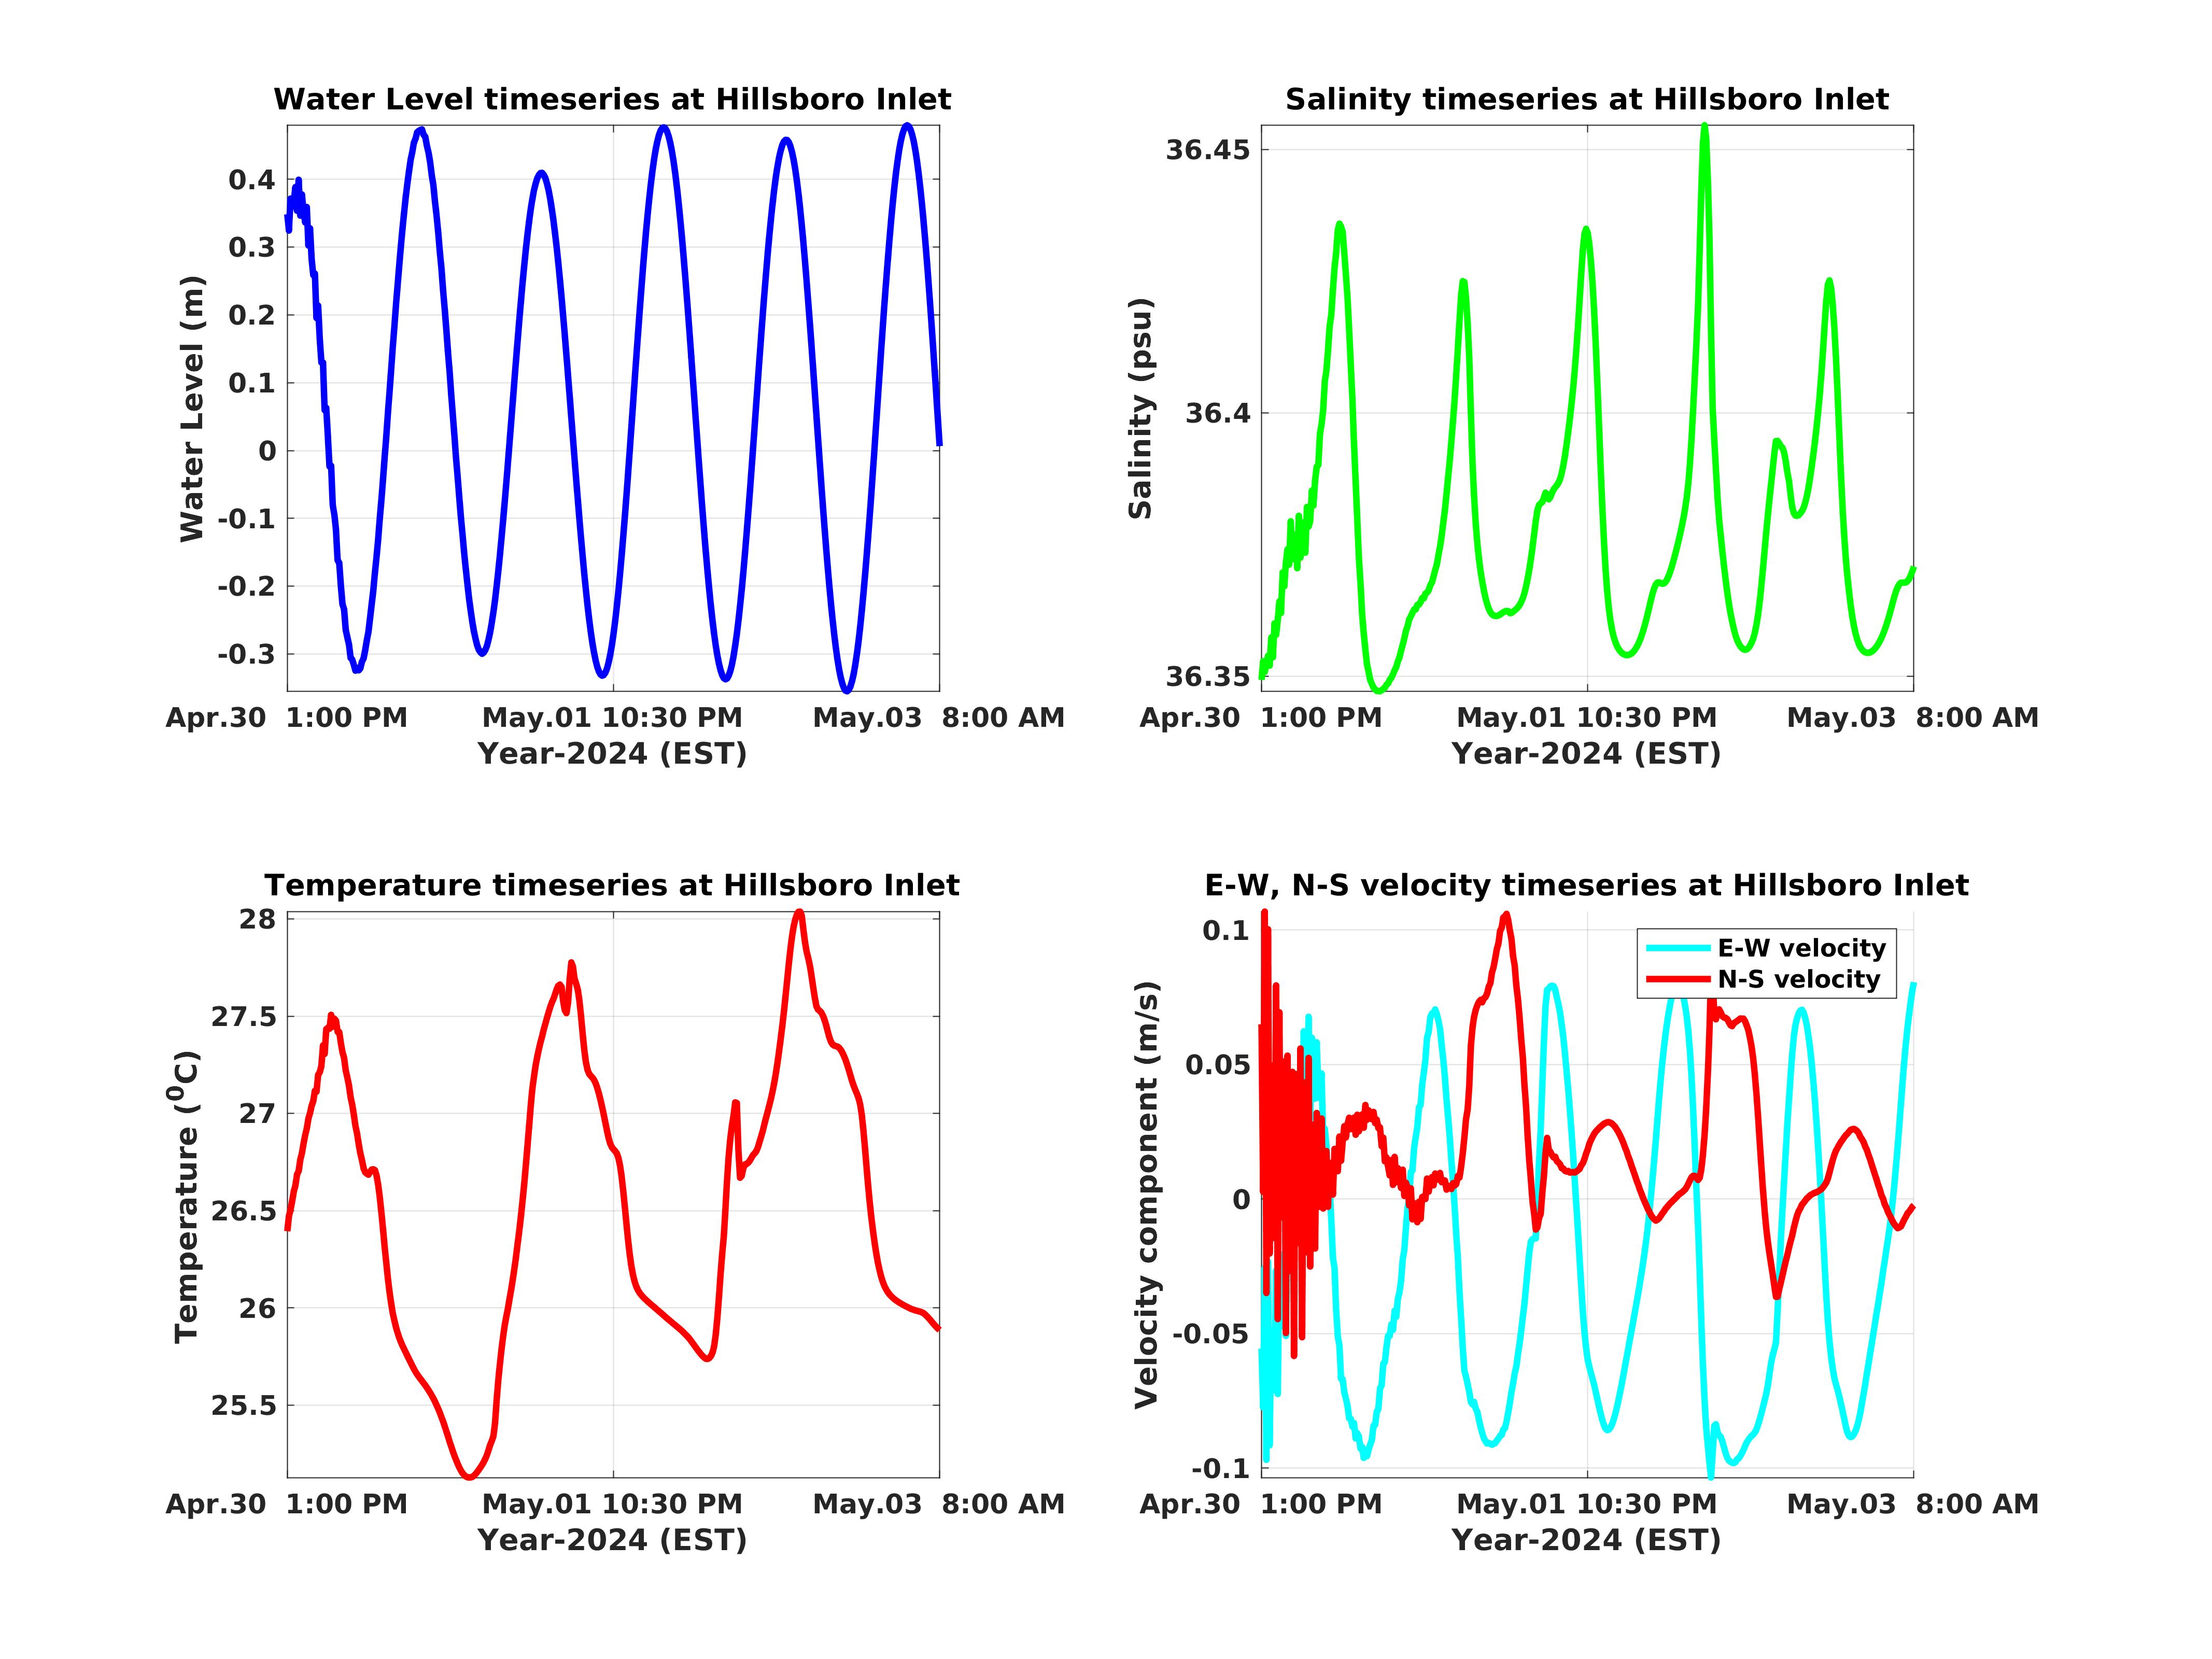 Water Level timeseries at Hillsboro Inlet
0.4
0.3
0.2
0.1
0
-0.1
-0.2
-0.3
Water Level (m)
Apr.30 1:00 PM May.01 10:30 PM May.03 8:00 AM
Year-2024 (EST)
Salinity timeseries at Hillsboro Inlet
36.45
36.4
36.35
Salinity (psu)
Apr.30 1:00 PM May.01 10:30 PM May.03 8:00 AM
Year-2024 (EST)
Temperature timeseries at Hillsboro Inlet
28
27.5
27
26.5
26
25.5
Temperature (⁰C)
Apr.30 1:00 PM May.01 10:30 PM May.03 8:00 AM
Year-2024 (EST)
E-W, N-S velocity timeseries at Hillsboro Inlet
E-W velocity
N-S velocity
0.1
0.05
0
-0.05
-0.1
Velocity component (m/s)
Apr.30 1:00 PM May.01 10:30 PM May.03 8:00 AM
Year-2024 (EST)